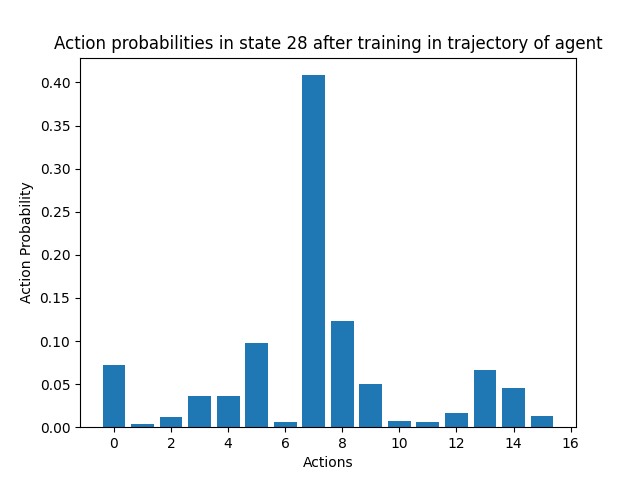 Action probabilities in state 28 after training in trajectory of agent
0.40
0.35
0.30
0.25
0.20
0.15
0.10
0.05
0.00
Action Probability
0 2 4 6 8 10 12 14 16
Actions